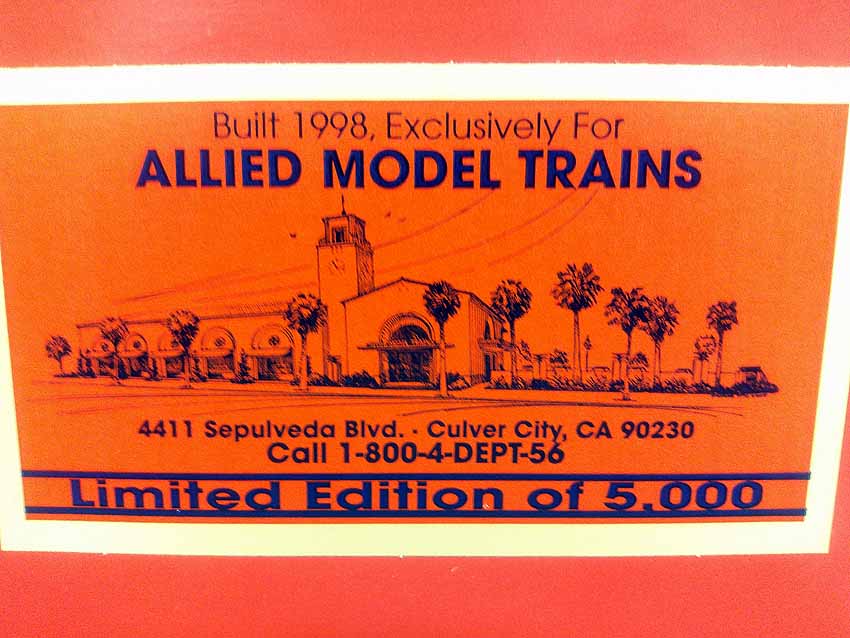 Built 1998, Exclusively For
ALLIED MODEL TRAINS
4411 Sepulveda Blvd. · Culver City, CA 90230
Call 1-800-4-DEPT-56
Limited Edition of 5,000